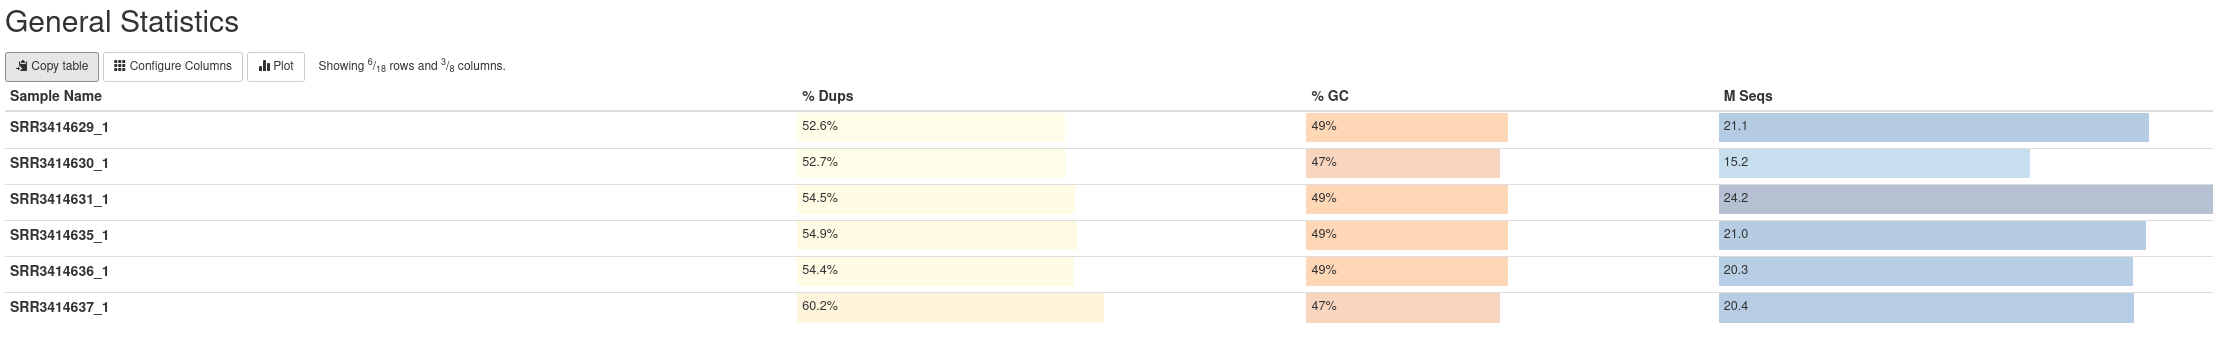 General Statistics
Copy table Configure Columns Plot Showing 6/18 rows and 3/8 columns.
Sample Name % Dups % GC M Seqs
SRR3414629_1 52.6% 49% 21.1
SRR3414630_1 52.7% 47% 15.2
SRR3414631_1 54.5% 49% 24.2
SRR3414635_1 54.9% 49% 21.0
SRR3414636_1 54.4% 49% 20.3
SRR3414637_1 60.2% 47% 20.4